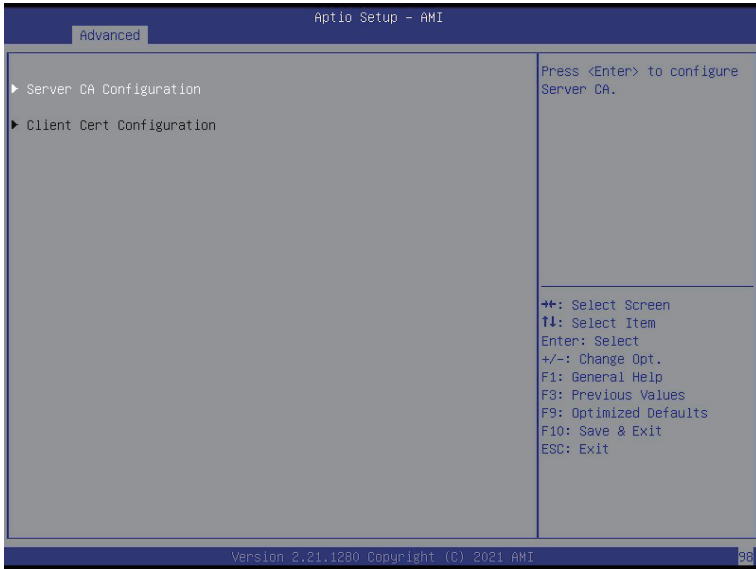 Aptio Setup – AMI
Advanced
▶ Server CA Configuration
▶ Client Cert Configuration
Press <Enter> to configure
Server CA.
→←: Select Screen
↑↓: Select Item
Enter: Select
+/-: Change Opt.
F1: General Help
F3: Previous Values
F9: Optimized Defaults
F10: Save & Exit
ESC: Exit
Version 2.21.1280 Copyright (C) 2021 AMI
98